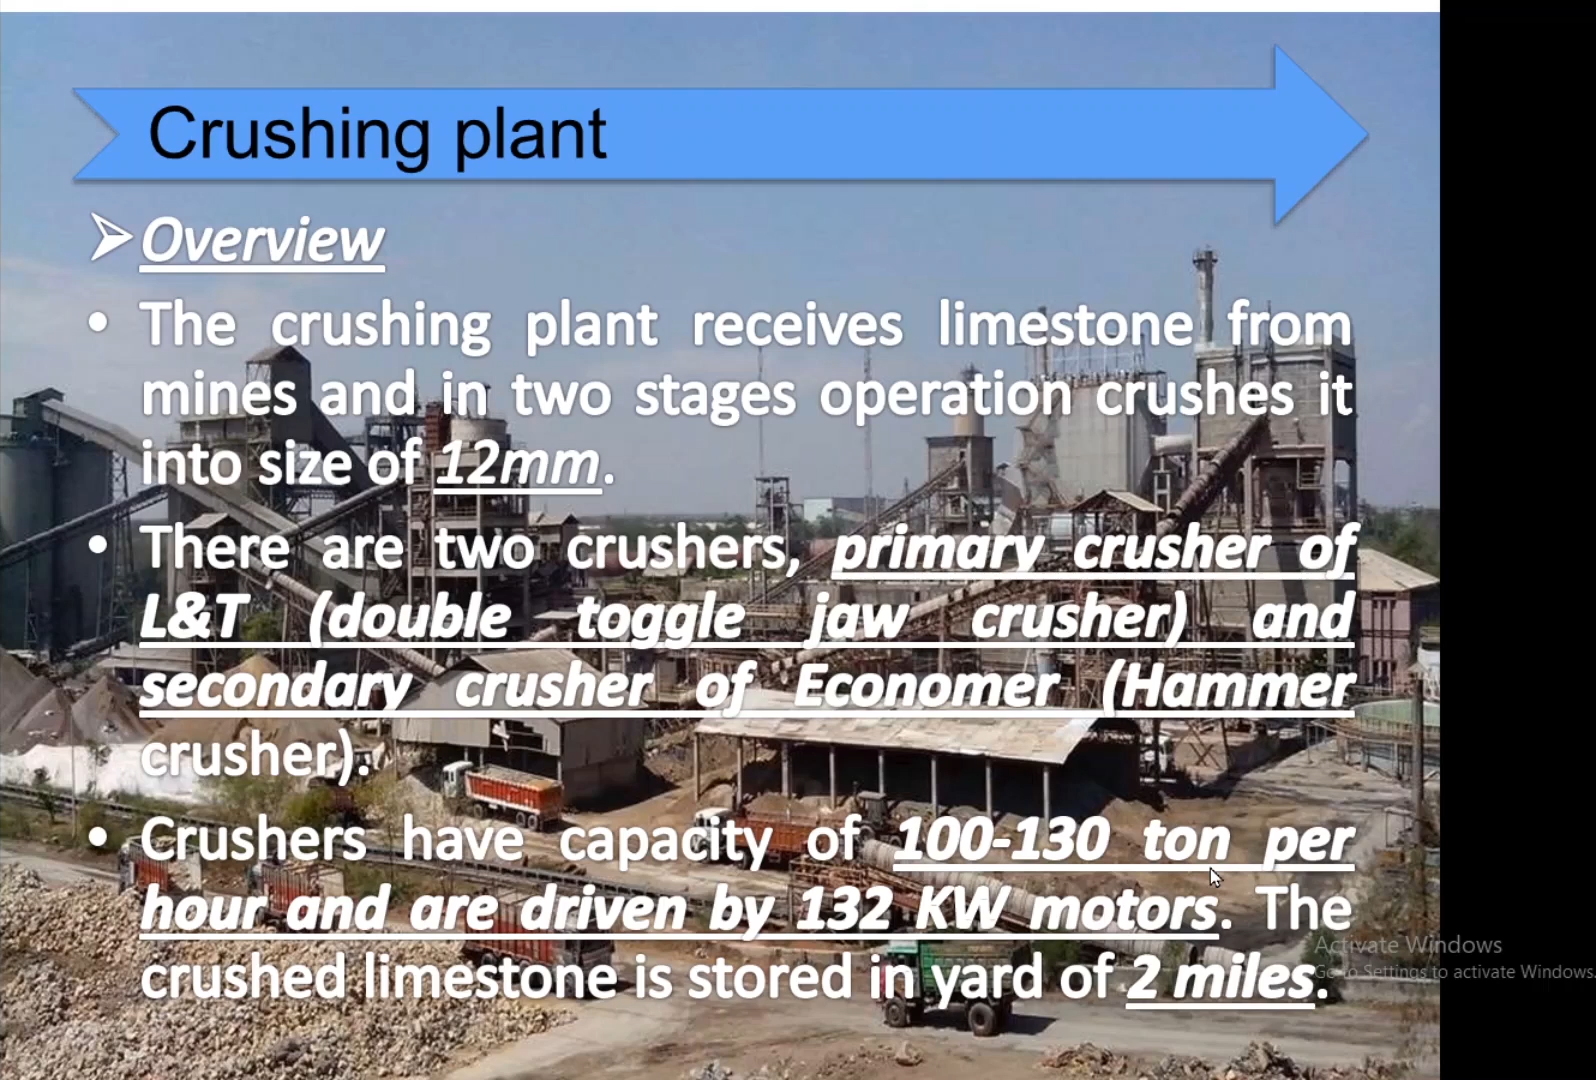 Crushing plant
➢Overview
• The crushing plant receives limestone from
mines and in two stages operation crushes it
into size of 12mm.
• There are two crushers, primary crusher of
L&T (double toggle jaw crusher) and
secondary crusher of Economer (Hammer
crusher).
• Crushers have capacity of 100-130 ton per
hour and are driven by 132 KW motors. The
crushed limestone is stored in yard of 2 miles.
Activate Windows
Go to Settings to activate Windows.